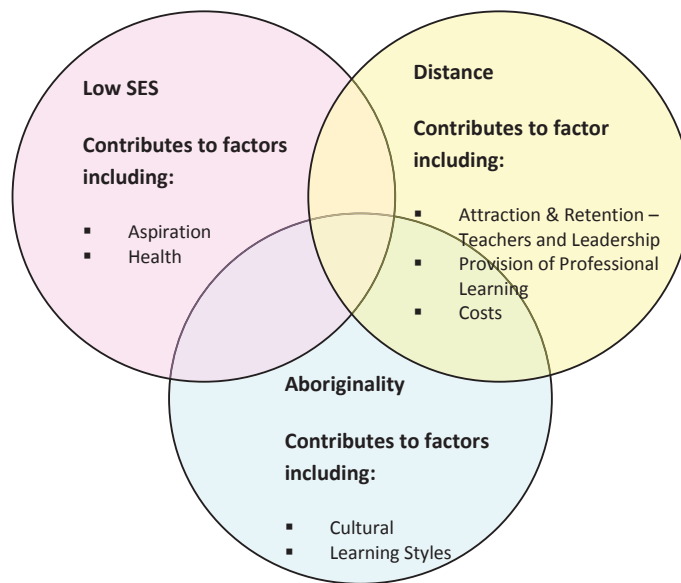 Low SES
Contributes to factors
including:
▪ Aspiration
▪ Health
Distance
Contributes to factor
including:
▪ Attraction & Retention –
Teachers and Leadership
▪ Provision of Professional
Learning
▪ Costs
Aboriginality
Contributes to factors
including:
▪ Cultural
▪ Learning Styles